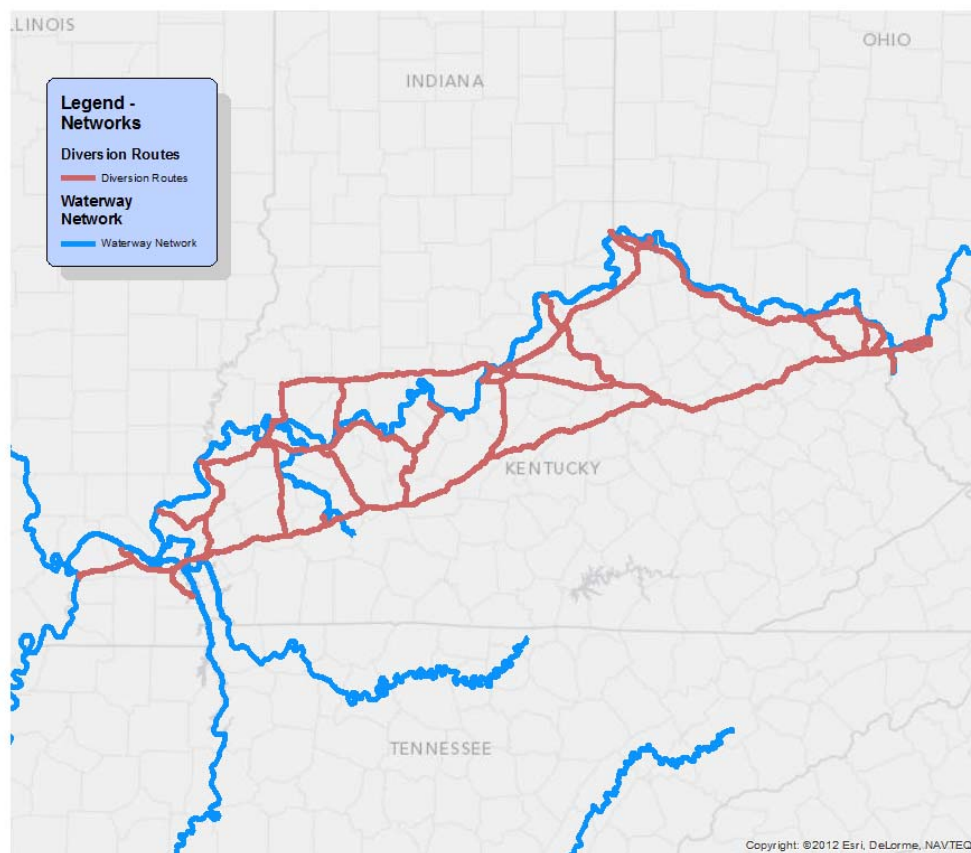 LLINOIS
OHIO
INDIANA
Legend -
Networks
Diversion Routes
Diversion Routes
Waterway
Network
Waterway Network
KENTUCKY
TENNESSEE
Copyright: ©2012 Esri, DeLorme, NAVTEQ